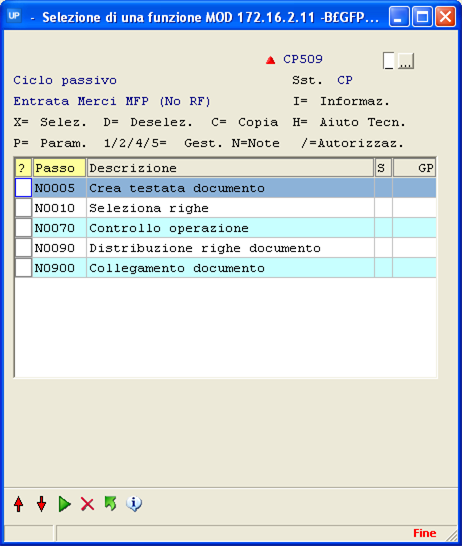 UP - Selezione di una funzione MOD 172.16.2.11 -B£GFP...
CP509 ...
Ciclo passivo Sst. CP
Entrata Merci MFP (No RF) I= Informaz.
X= Selez. D= Deselez. C= Copia H= Aiuto Tecn.
P= Param. 1/2/4/5= Gest. N=Note /=Autorizzaz.
? Passo Descrizione S GP
N0005 Crea testata documento
N0010 Seleziona righe
N0070 Controllo operazione
N0090 Distribuzione righe documento
N0900 Collegamento documento
Fine